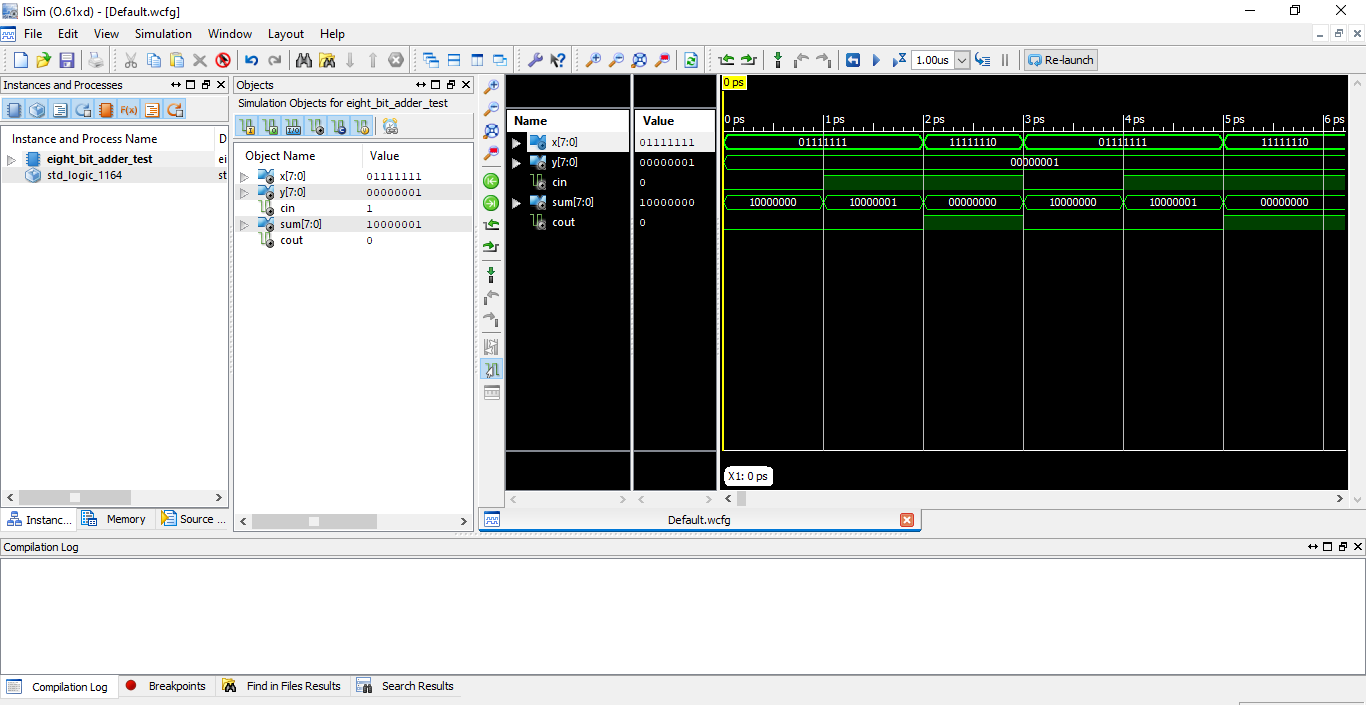 ISim (O.61xd) - [Default.wcfg]
File Edit View Simulation Window Layout Help
1.00us Re-launch
Instances and Processes
F(x)
Instance and Process Name D
eight_bit_adder_test ei
std_logic_1164 st
Instanc... Memory Source ...
Objects
Simulation Objects for eight_bit_adder_test
Object Name Value
x[7:0] 01111111
y[7:0] 00000001
cin 1
sum[7:0] 10000001
cout 0
Name Value
x[7:0] 01111111
y[7:0] 00000001
cin 0
sum[7:0] 10000000
cout 0
0 ps
0 ps 1 ps 2 ps 3 ps 4 ps 5 ps 6 ps
01111111 11111110 01111111 11111110
00000001
10000000 10000001 00000000 10000000 10000001 00000000
X1: 0 ps
Default.wcfg
Compilation Log
Compilation Log Breakpoints Find in Files Results Search Results